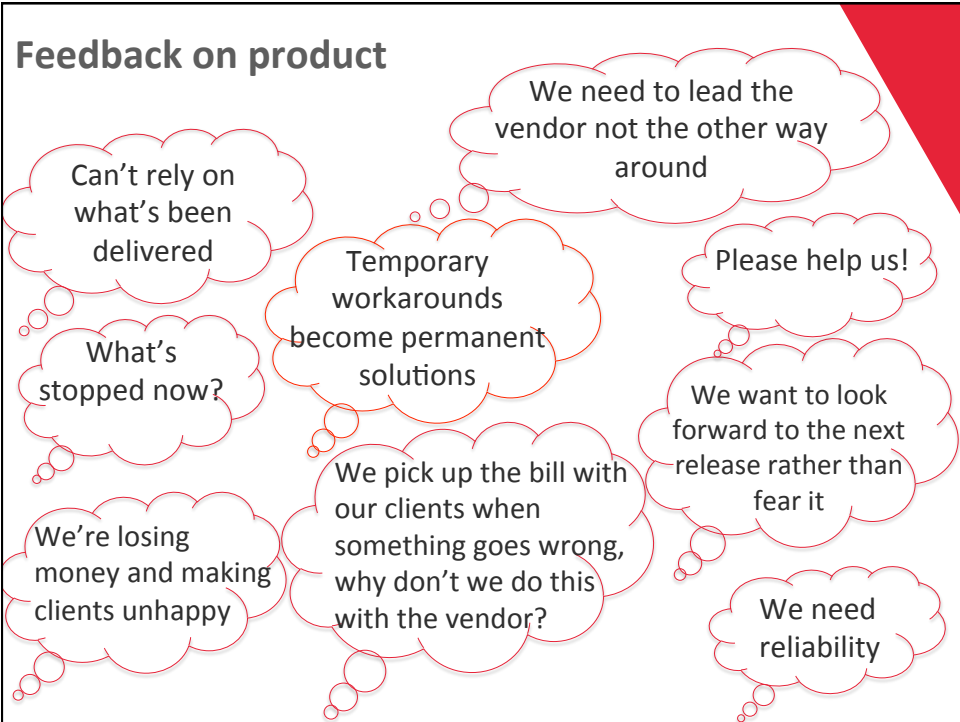 Feedback on product
We need to lead the
vendor not the other way
around
Can’t rely on
what’s been
delivered
Temporary
workarounds
become permanent
solutions
Please help us!
What’s
stopped now?
We want to look
forward to the next
release rather than
fear it
We pick up the bill with
our clients when
something goes wrong,
why don’t we do this
with the vendor?
We’re losing
money and making
clients unhappy
We need
reliability